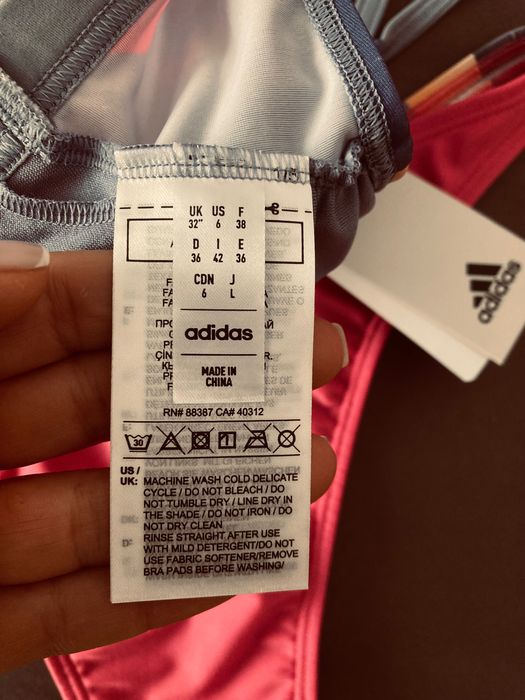 175
UK US F
32" 6 38
D I E
36 42 36
CDN J
6 L
adidas
MADE IN
CHINA
RN# 88387 CA# 40312
30
US/
UK: MACHINE WASH COLD DELICATE
CYCLE / DO NOT BLEACH / DO
NOT TUMBLE DRY / LINE DRY IN
THE SHADE / DO NOT IRON / DO
NOT DRY CLEAN
RINSE STRAIGHT AFTER USE
WITH MILD DETERGENT/DO NOT
USE FABRIC SOFTENER/REMOVE
BRA PADS BEFORE WASHING/
adidas